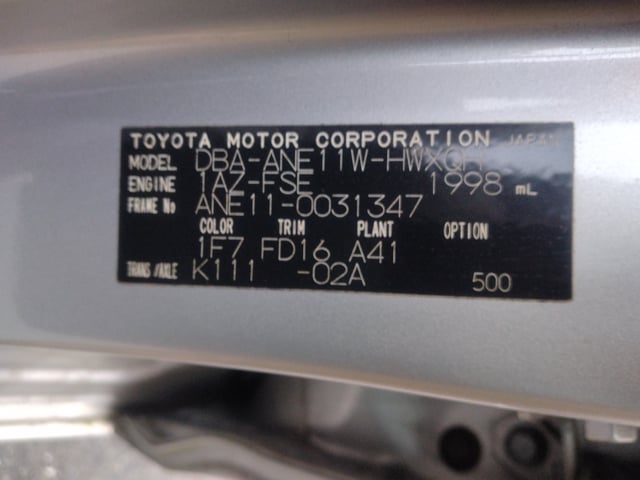 TOYOTA MOTOR CORPORATION JAPAN
MODEL DBA-ANE11W-HWXQH
ENGINE 1AZ-FSE 1998 mL
FRAME No ANE11-0031347
COLOR TRIM PLANT OPTION
1F7 FD16 A41
TRANS/AXLE K111 -02A 500